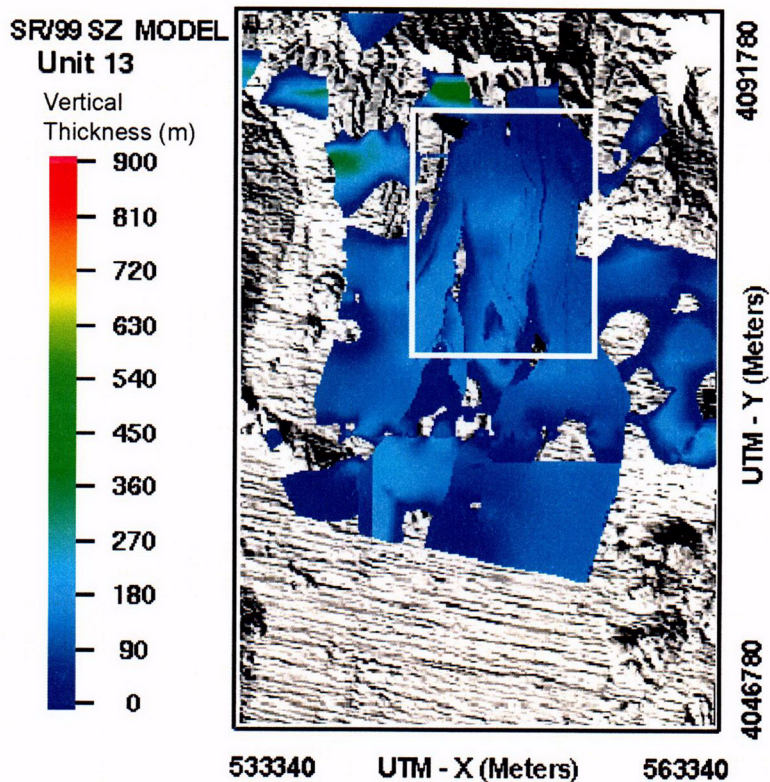 SR/99 SZ MODEL
Unit 13
Vertical
Thickness (m)
900
810
720
630
540
450
360
270
180
90
0
4091780
UTM - Y (Meters)
4046780
533340
UTM - X (Meters)
563340